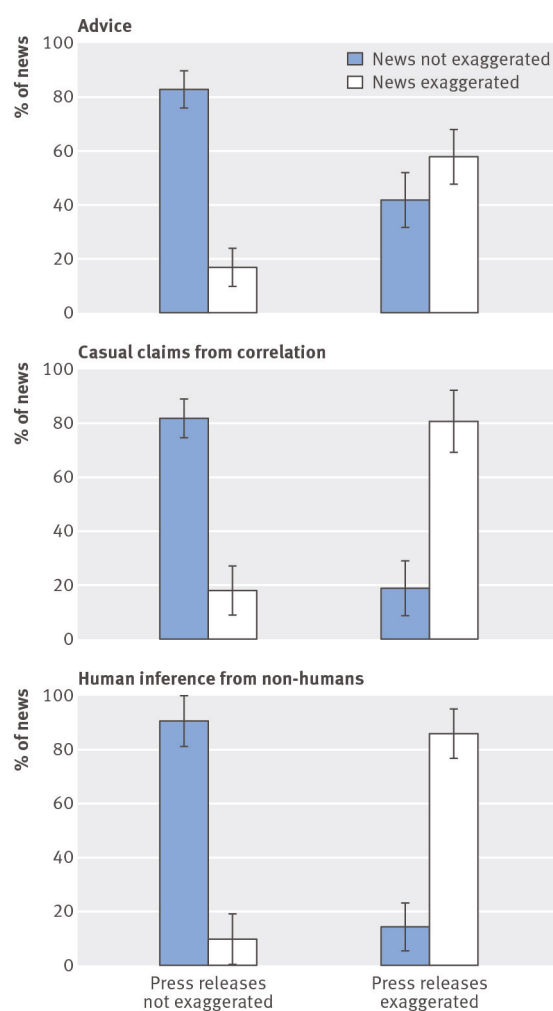 Advice
% of news
100
80
60
40
20
0
News not exaggerated
News exaggerated
Casual claims from correlation
% of news
100
80
60
40
20
0
Human inference from non-humans
% of news
100
80
60
40
20
0
Press releases
not exaggerated
Press releases
exaggerated